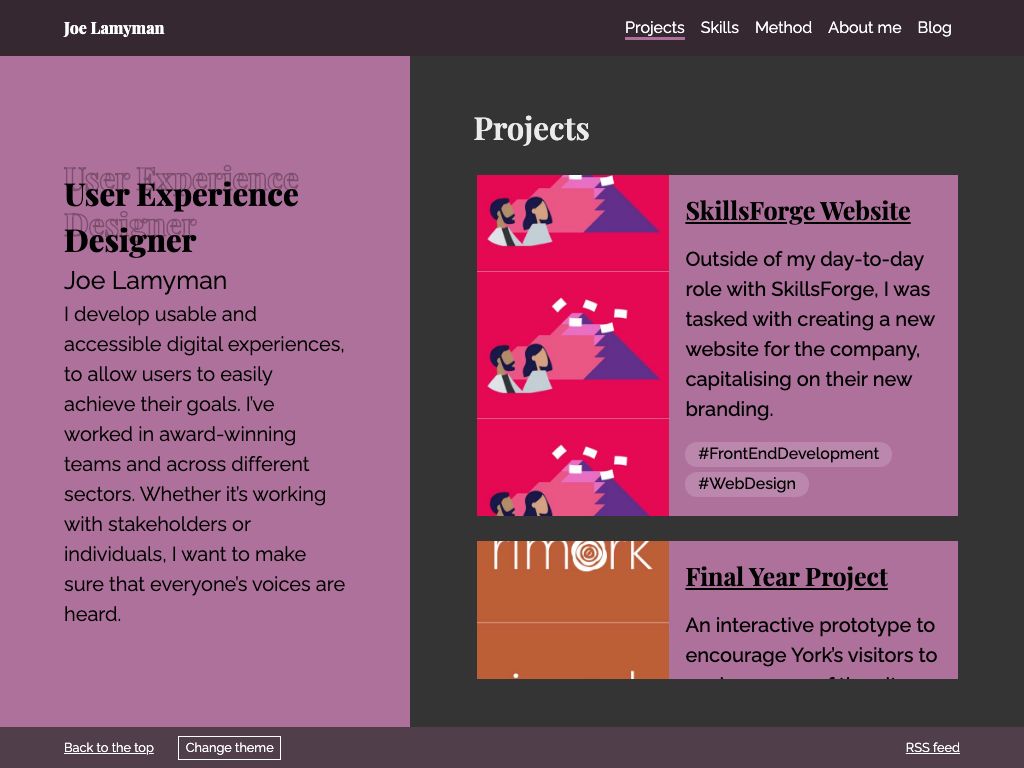 Joe Lamyman
Projects Skills Method About me Blog
User Experience
Designer
Joe Lamyman
I develop usable and
accessible digital experiences,
to allow users to easily
achieve their goals. I've
worked in award-winning
teams and across different
sectors. Whether it's working
with stakeholders or
individuals, I want to make
sure that everyone's voices are
heard.
Projects
SkillsForge Website
Outside of my day-to-day
role with SkillsForge, I was
tasked with creating a new
website for the company,
capitalising on their new
branding.
#FrontEndDevelopment
#WebDesign
Final Year Project
An interactive prototype to
encourage York's visitors to
Back to the top
Change theme
RSS feed